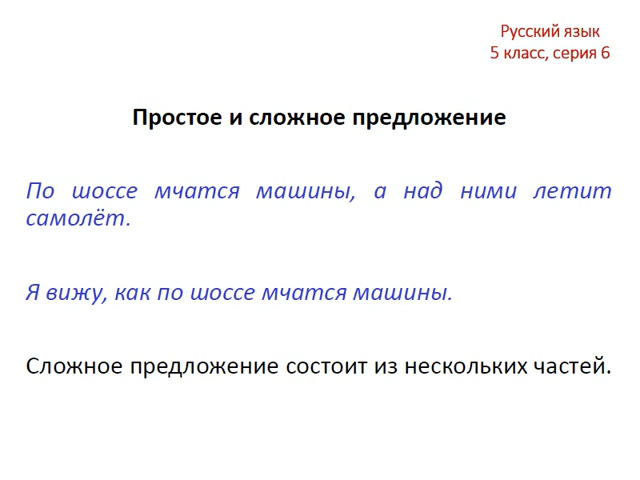 Русский язык
5 класс, серия 6
Простое и сложное предложение
По шоссе мчатся машины, а над ними летит
самолёт.
Я вижу, как по шоссе мчатся машины.
Сложное предложение состоит из нескольких частей.